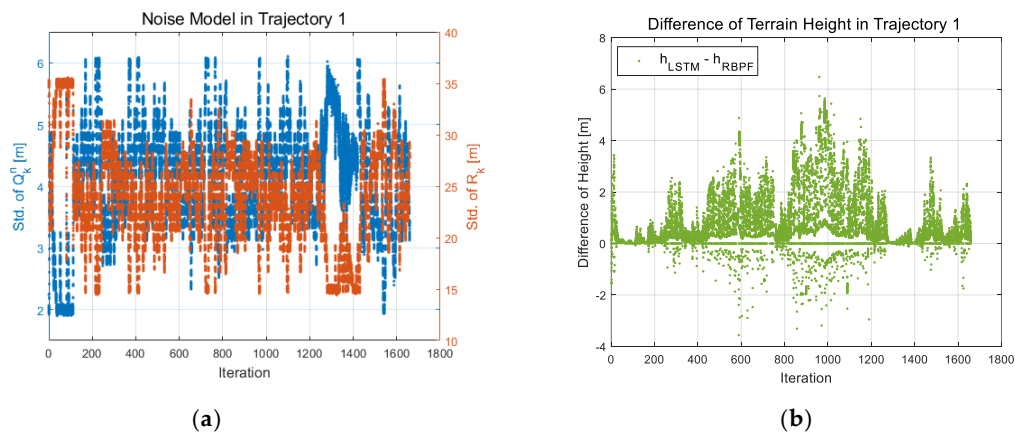 Noise Model in Trajectory 1
6
5
4
3
2
Std. of Q_k^n [m]
40
35
30
25
20
15
10
Std. of R_k [m]
0 200 400 600 800 1000 1200 1400 1600 1800
Iteration
(a)
Difference of Terrain Height in Trajectory 1
h_LSTM - h_RBPF
8
6
4
2
0
-2
-4
Difference of Height [m]
0 200 400 600 800 1000 1200 1400 1600 1800
Iteration
(b)